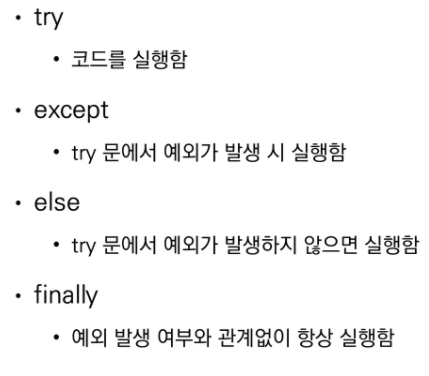 • try
• 코드를 실행함
• except
• try 문에서 예외가 발생 시 실행함
• else
• try 문에서 예외가 발생하지 않으면 실행함
• finally
• 예외 발생 여부와 관계없이 항상 실행함